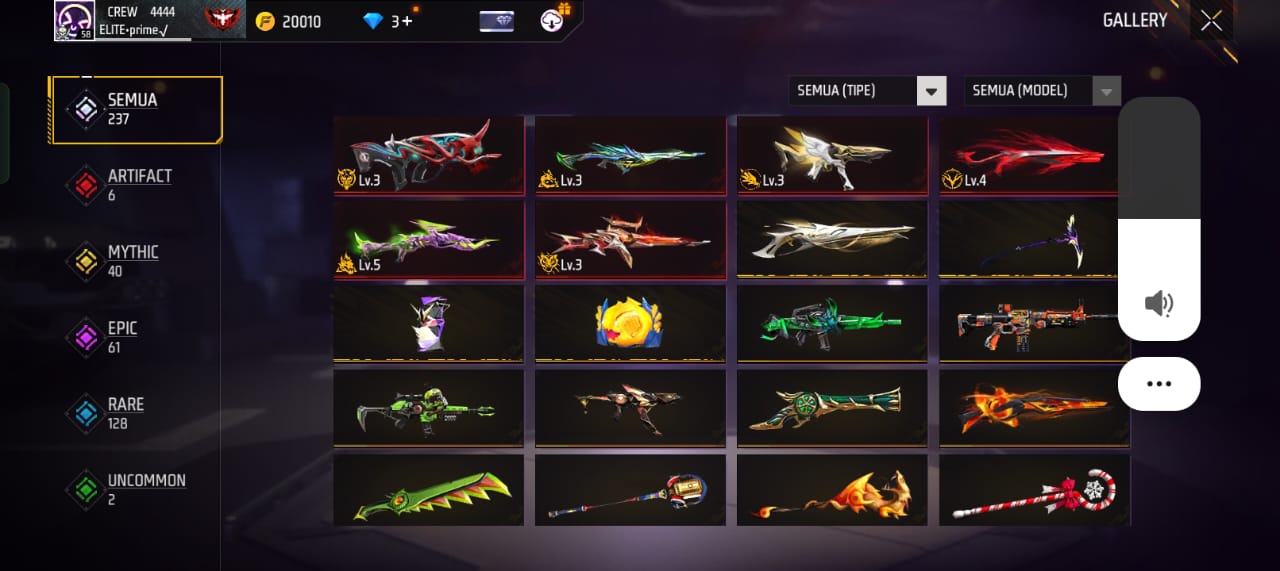 CREW 4444
ELITE•prime√
58
20010
3+
GALLERY
SEMUA
237
ARTIFACT
6
MYTHIC
40
EPIC
61
RARE
128
UNCOMMON
2
SEMUA (TIPE)
SEMUA (MODEL)
Lv.3
Lv.3
Lv.3
Lv.4
Lv.5
Lv.3